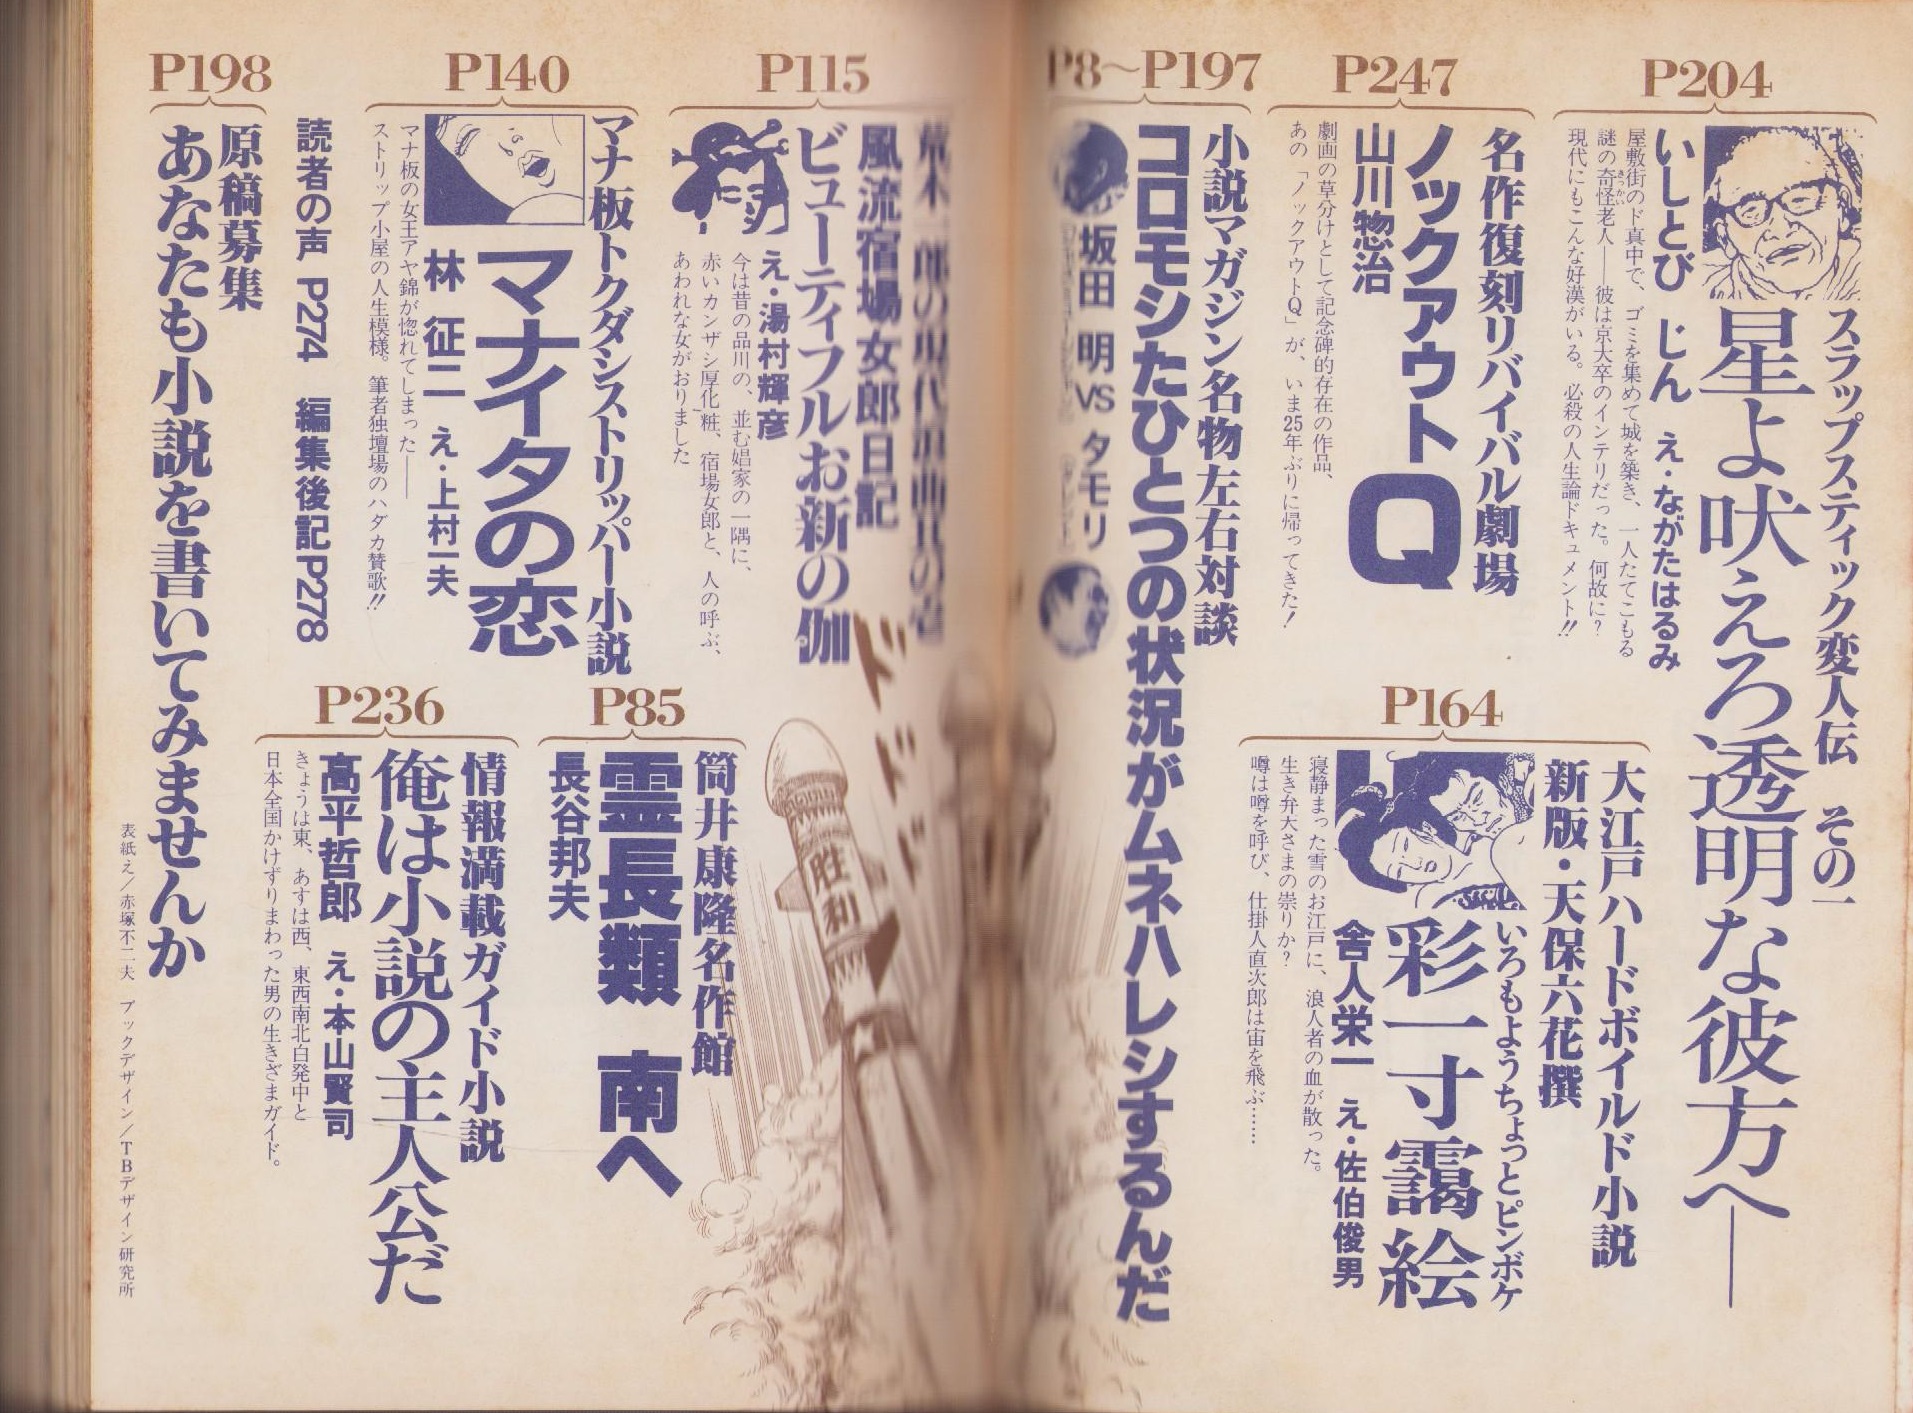 P204
スラップスティック変人伝 その一
星よ吠えろ透明な彼方へ──
いしとび じん え・ながたはるみ
屋敷街のド真中で、ゴミを集めて城を築き、一人たてこもる
謎の奇怪老人──彼は京大卒のインテリだった。何故に?
きっかい
現代にもこんな好漢がいる。必殺の人生論ドキュメント!!
P247
名作復刻リバイバル劇場
ノックアウトQ
山川惣治
劇画の草分けとして記念碑的存在の作品、
あの「ノックアウトQ」が、いま25年ぶりに帰ってきた!
P164
大江戸ハードボイルド小説
新版・天保六花撰
いろもようちょっとピンボケ
彩一寸靄絵
舎人栄一 え・佐伯俊男
寝静まった雪のお江戸に、浪人者の血が散った。
生き弁天さまの祟りか?
噂は噂を呼び、仕掛人直次郎は宙を飛ぶ……
P8〜P197
小説マガジン名物左右対談
コロモシたひとつの状況がムネハレシするんだ
坂田 明 VS タモリ
P115
風流宿場女郎日記
ビューティフルお新の伽
え・湯村輝彦
今は昔の品川の、並む娼家の一隅に、
赤いカンザシ厚化粧、宿場女郎と、人の呼ぶ、
あわれな女がおりました
ドドド
胜利
P85
筒井康隆名作館
霊長類 南へ
長谷邦夫
P140
マナ板トクダシストリッパー小説
マナイタの恋
林 征二 え・上村一夫
マナ板の女王アヤ錦が惚れてしまった──
ストリップ小屋の人生模様。筆者独壇場のハダカ賛歌!!
P236
情報満載ガイド小説
俺は小説の主人公だ
高平哲郎 え・本山賢司
きょうは東、あすは西、東西南北白発中と
日本全国かけずりまわった男の生きざまガイド。
読者の声 P274 編集後記P278
P198
原稿募集
あなたも小説を書いてみませんか
表紙え/赤塚不二夫 ブックデザイン/TBデザイン研究所